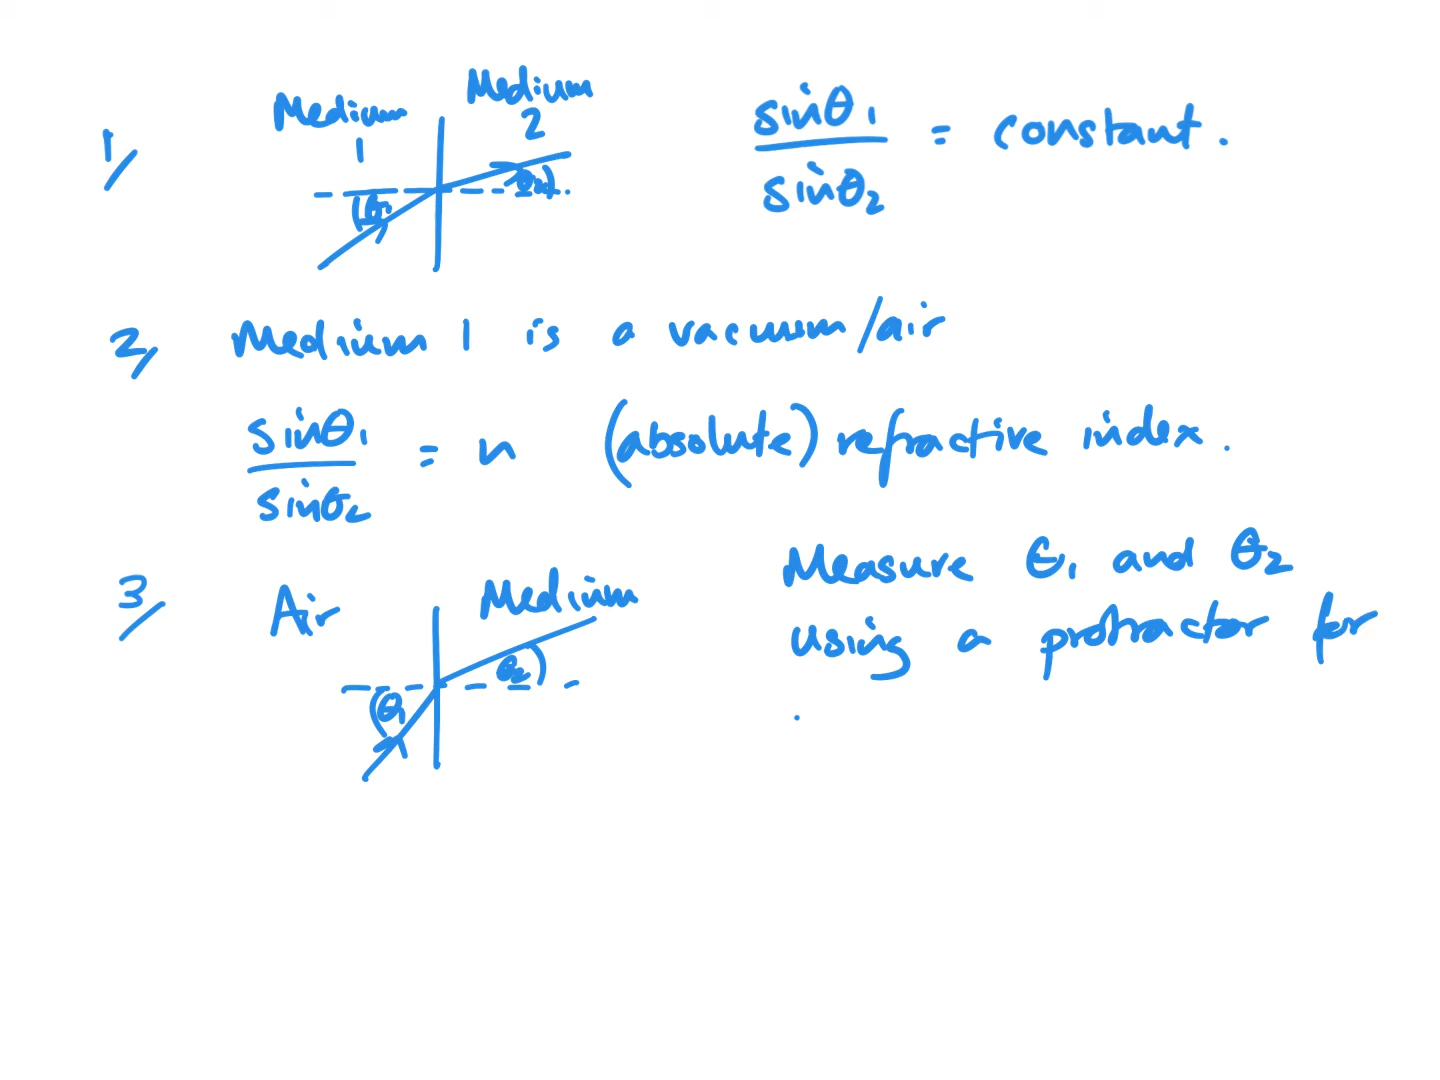 1/ Medium 1 Medium 2 sinθ₁/sinθ₂ = constant.
θ₁ θ₂
2/ Medium 1 is a vacuum/air
sinθ₁/sinθ₂ = n (absolute) refractive index.
3/ Air Medium
θ₁ θ₂
Measure θ₁ and θ₂
using a protractor for